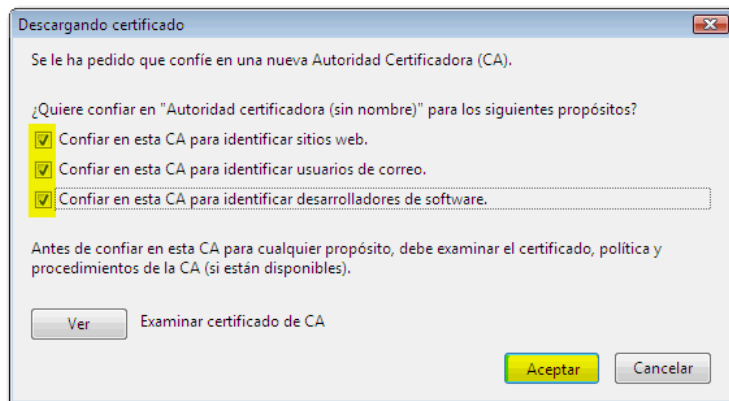 Descargando certificado
Se le ha pedido que confíe en una nueva Autoridad Certificadora (CA).
¿Quiere confiar en "Autoridad certificadora (sin nombre)" para los siguientes propósitos?
Confiar en esta CA para identificar sitios web.
Confiar en esta CA para identificar usuarios de correo.
Confiar en esta CA para identificar desarrolladores de software.
Antes de confiar en esta CA para cualquier propósito, debe examinar el certificado, política y
procedimientos de la CA (si están disponibles).
Ver Examinar certificado de CA
Aceptar Cancelar